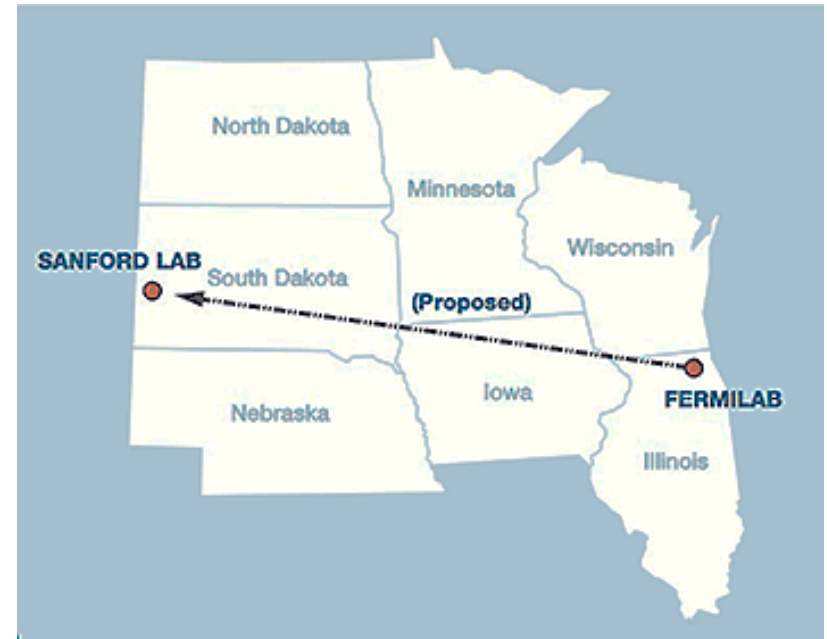 North Dakota
Minnesota
Wisconsin
SANFORD LAB
South Dakota
(Proposed)
Iowa
FERMILAB
Nebraska
Illinois